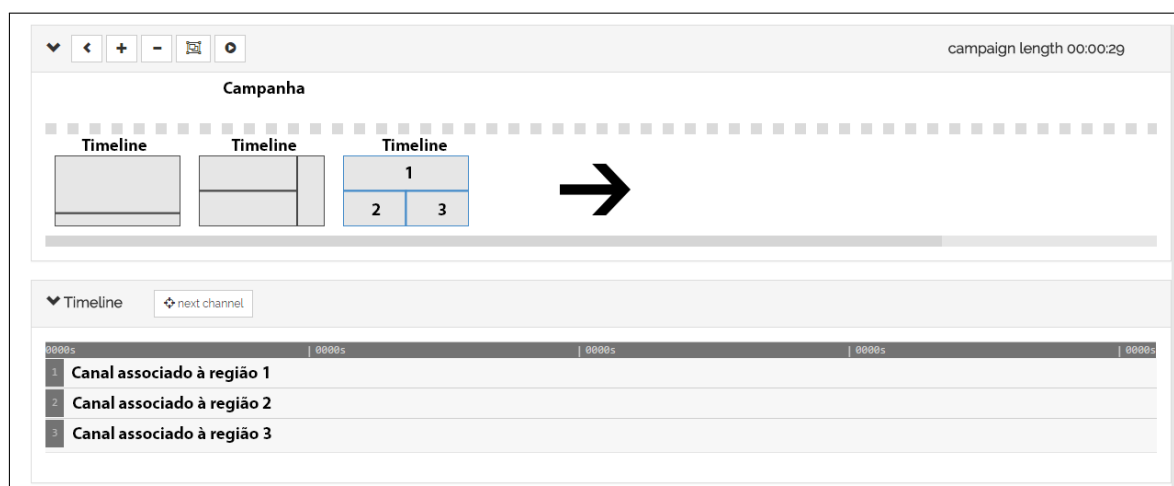 campaign length 00:00:29
Campanha
Timeline Timeline Timeline
1
2 3
Timeline next channel
0000s | 0000s | 0000s | 0000s | 0000s
1 Canal associado à região 1
2 Canal associado à região 2
3 Canal associado à região 3